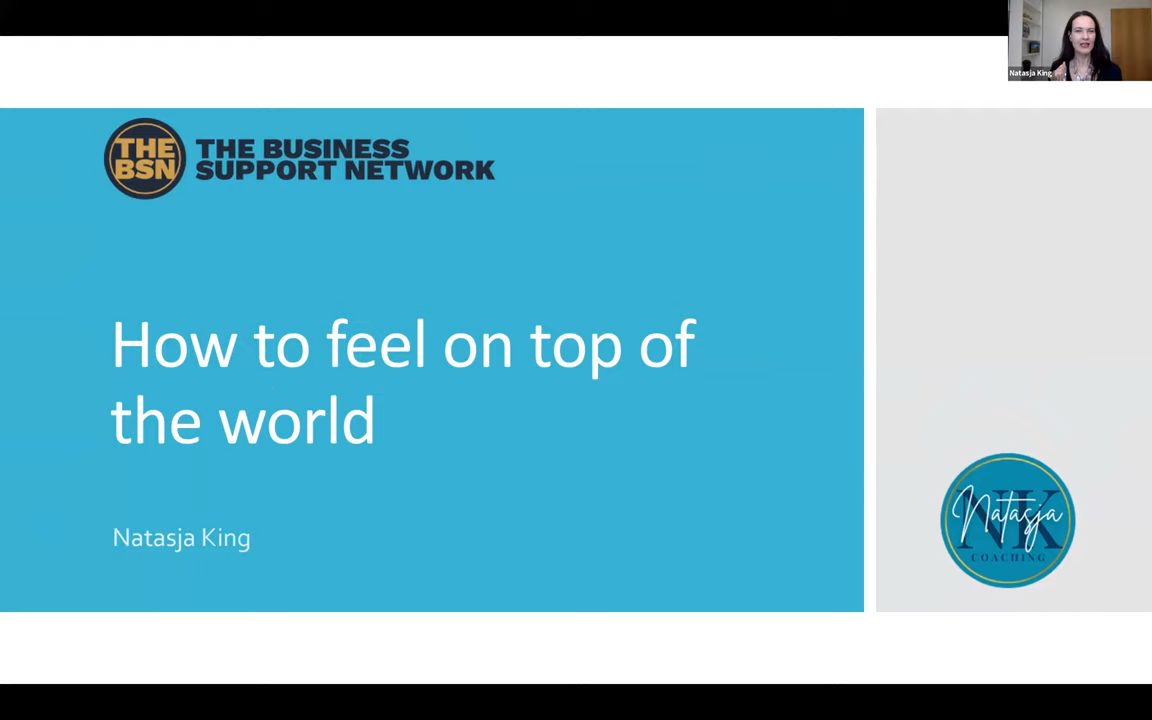 Natasja King
THE BSN
THE BUSINESS
SUPPORT NETWORK
How to feel on top of
the world
Natasja King
NK
Natasja
COACHING